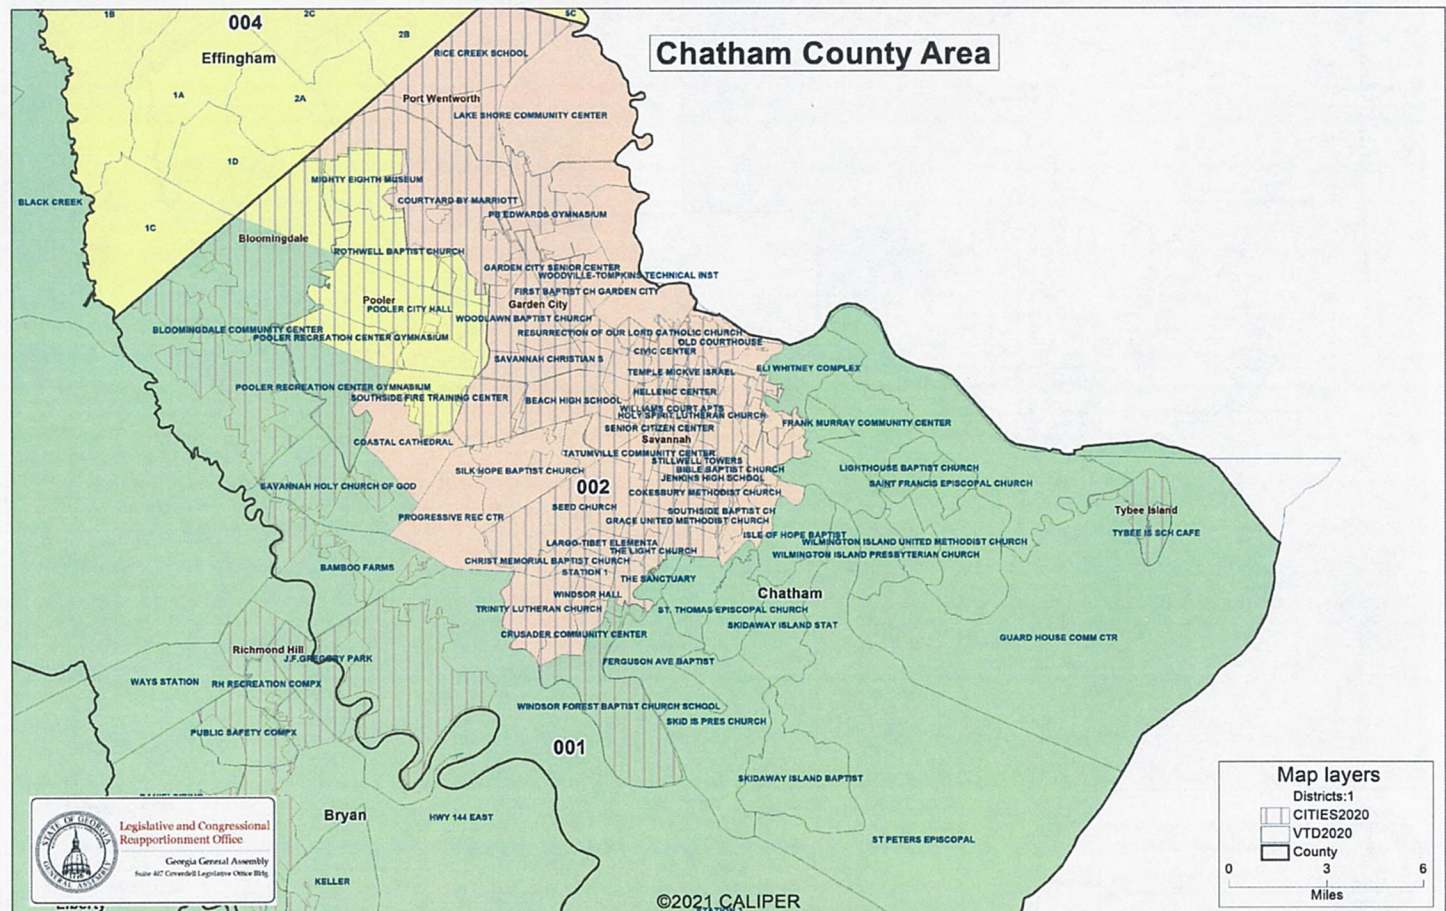 1B
2C
5C
004
2B
Effingham
RICE CREEK SCHOOL
Chatham County Area
1A
2A
Port Wentworth
LAKE SHORE COMMUNITY CENTER
1D
MIGHTY EIGHTH MUSEUM
BLACK CREEK
COURTYARD BY MARRIOTT
PB EDWARDS GYMNASIUM
1C
Bloomingdale
ROTHWELL BAPTIST CHURCH
GARDEN CITY SENIOR CENTER
WOODVILLE-TOMPKINS TECHNICAL INST
FIRST BAPTIST CH GARDEN CITY
Pooler
POOLER CITY HALL
Garden City
WOODLAWN BAPTIST CHURCH
BLOOMINGDALE COMMUNITY CENTER
POOLER RECREATION CENTER GYMNASIUM
RESURRECTION OF OUR LORD CATHOLIC CHURCH
OLD COURTHOUSE
CIVIC CENTER
SAVANNAH CHRISTIAN S
ELI WHITNEY COMPLEX
TEMPLE MICKVE ISRAEL
POOLER RECREATION CENTER GYMNASIUM
SOUTHSIDE FIRE TRAINING CENTER
HELLENIC CENTER
BEACH HIGH SCHOOL
WILLIAMS COURT APTS
HOLY SPIRIT LUTHERAN CHURCH
FRANK MURRAY COMMUNITY CENTER
SENIOR CITIZEN CENTER
COASTAL CATHEDRAL
Savannah
TATUMVILLE COMMUNITY CENTER
STILLWELL TOWERS
SILK HOPE BAPTIST CHURCH
BIBLE BAPTIST CHURCH
LIGHTHOUSE BAPTIST CHURCH
JENKINS HIGH SCHOOL
SAINT FRANCIS EPISCOPAL CHURCH
SAVANNAH HOLY CHURCH OF GOD
002
COKESBURY METHODIST CHURCH
SEED CHURCH
SOUTHSIDE BAPTIST CH
Tybee Island
PROGRESSIVE REC CTR
GRACE UNITED METHODIST CHURCH
TYBEE IS SCH CAFE
ISLE OF HOPE BAPTIST
WILMINGTON ISLAND UNITED METHODIST CHURCH
LARGO-TIBET ELEMENTA
THE LIGHT CHURCH
WILMINGTON ISLAND PRESBYTERIAN CHURCH
CHRIST MEMORIAL BAPTIST CHURCH
BAMBOO FARMS
STATION 1
THE SANCTUARY
WINDSOR HALL
Chatham
TRINITY LUTHERAN CHURCH
ST. THOMAS EPISCOPAL CHURCH
SKIDAWAY ISLAND STAT
CRUSADER COMMUNITY CENTER
GUARD HOUSE COMM CTR
Richmond Hill
J.F.GREGORY PARK
FERGUSON AVE BAPTIST
WAYS STATION
RH RECREATION COMPX
WINDSOR FOREST BAPTIST CHURCH SCHOOL
SKID IS PRES CHURCH
PUBLIC SAFETY COMPX
001
SKIDAWAY ISLAND BAPTIST
Bryan
HWY 144 EAST
ST PETERS EPISCOPAL
KELLER
Liberty
STATE OF GEORGIA
GENERAL ASSEMBLY
1776
Legislative and Congressional
Reapportionment Office
Georgia General Assembly
Suite 407 Coverdell Legislative Office Bldg.
©2021 CALIPER
Map layers
Districts:1
CITIES2020
VTD2020
County
0 3 6
Miles